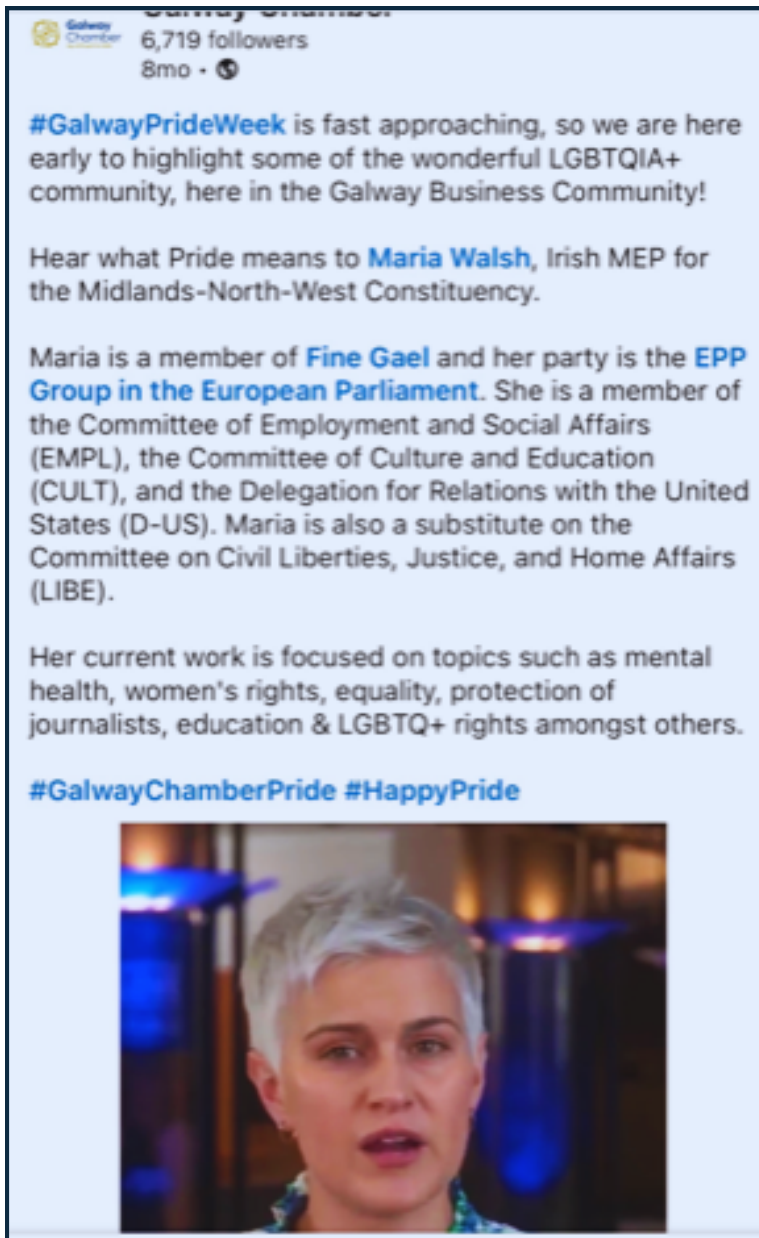 Galway Chamber
Galway
Chamber
6,719 followers
8mo •
#GalwayPrideWeek is fast approaching, so we are here
early to highlight some of the wonderful LGBTQIA+
community, here in the Galway Business Community!
Hear what Pride means to Maria Walsh, Irish MEP for
the Midlands-North-West Constituency.
Maria is a member of Fine Gael and her party is the EPP
Group in the European Parliament. She is a member of
the Committee of Employment and Social Affairs
(EMPL), the Committee of Culture and Education
(CULT), and the Delegation for Relations with the United
States (D-US). Maria is also a substitute on the
Committee on Civil Liberties, Justice, and Home Affairs
(LIBE).
Her current work is focused on topics such as mental
health, women's rights, equality, protection of
journalists, education & LGBTQ+ rights amongst others.
#GalwayChamberPride #HappyPride